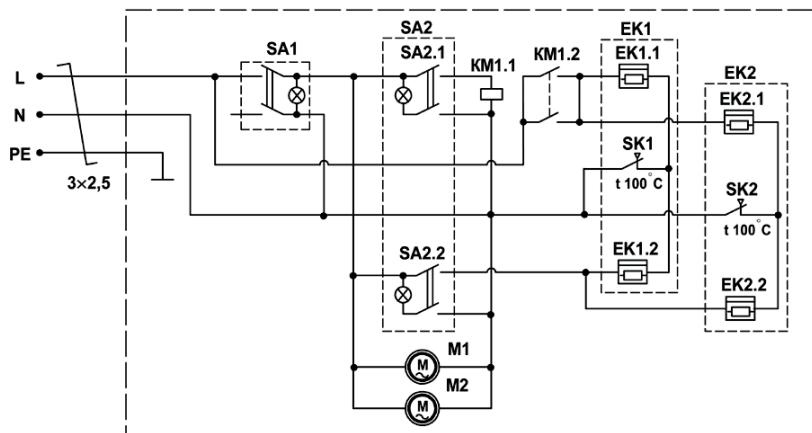 SA1
SA2
SA2.1
KM1.1
KM1.2
EK1
EK1.1
EK2
EK2.1
L
N
PE
3×2,5
SK1
t 100°C
SK2
t 100°C
SA2.2
EK1.2
EK2.2
M1
M
M2
M